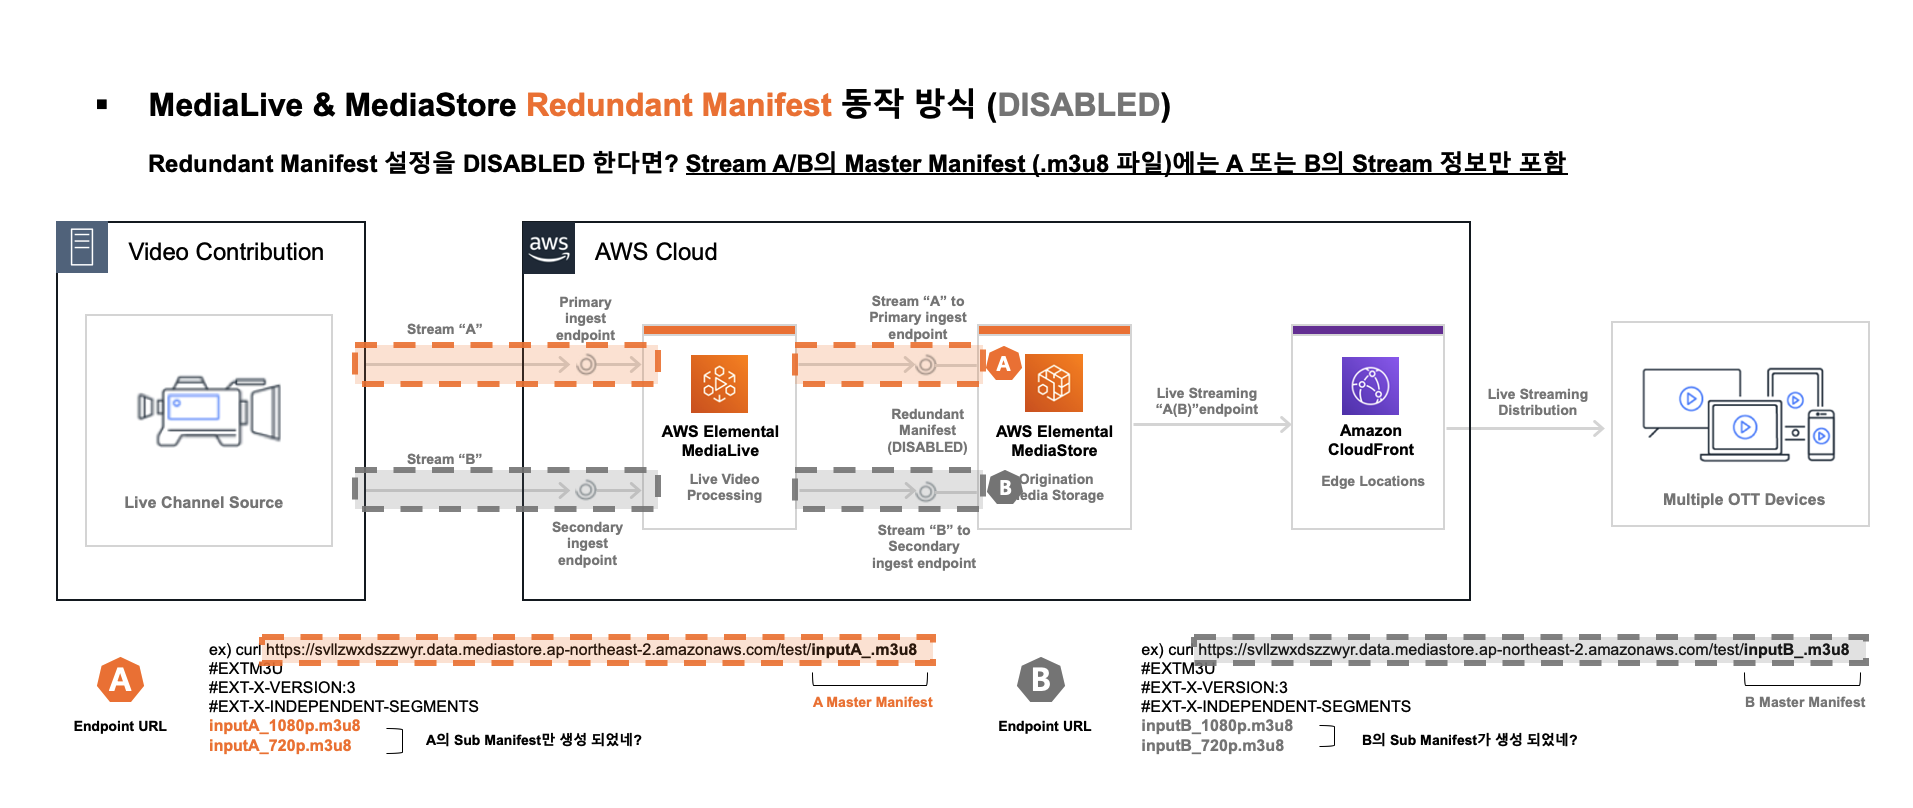 ▪ MediaLive & MediaStore Redundant Manifest 동작 방식 (DISABLED)
Redundant Manifest 설정을 DISABLED 한다면? Stream A/B의 Master Manifest (.m3u8 파일)에는 A 또는 B의 Stream 정보만 포함
Video Contribution
Live Channel Source
Stream “A”
Stream “B”
aws
AWS Cloud
Primary
ingest
endpoint
Secondary
ingest
endpoint
AWS Elemental
MediaLive
Live Video
Processing
Stream “A” to
Primary ingest
endpoint
Redundant
Manifest
(DISABLED)
Stream “B” to
Secondary
ingest endpoint
A
B
AWS Elemental
MediaStore
Origination
Media Storage
Live Streaming
“A(B)”endpoint
Amazon
CloudFront
Edge Locations
Live Streaming
Distribution
Multiple OTT Devices
A
Endpoint URL
ex) curl https://svllzwxdszzwyr.data.mediastore.ap-northeast-2.amazonaws.com/test/inputA_.m3u8
#EXTM3U
#EXT-X-VERSION:3
#EXT-X-INDEPENDENT-SEGMENTS
inputA_1080p.m3u8
inputA_720p.m3u8
A Master Manifest
A의 Sub Manifest만 생성 되었네?
B
Endpoint URL
ex) curl https://svllzwxdszzwyr.data.mediastore.ap-northeast-2.amazonaws.com/test/inputB_.m3u8
#EXTM3U
#EXT-X-VERSION:3
#EXT-X-INDEPENDENT-SEGMENTS
inputB_1080p.m3u8
inputB_720p.m3u8
B Master Manifest
B의 Sub Manifest가 생성 되었네?